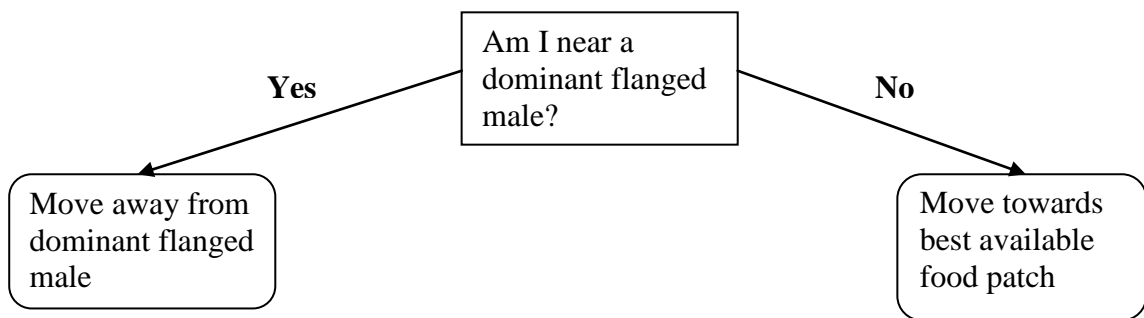 Am I near a
dominant flanged
male?
Yes
No
Move away from
dominant flanged
male
Move towards
best available
food patch